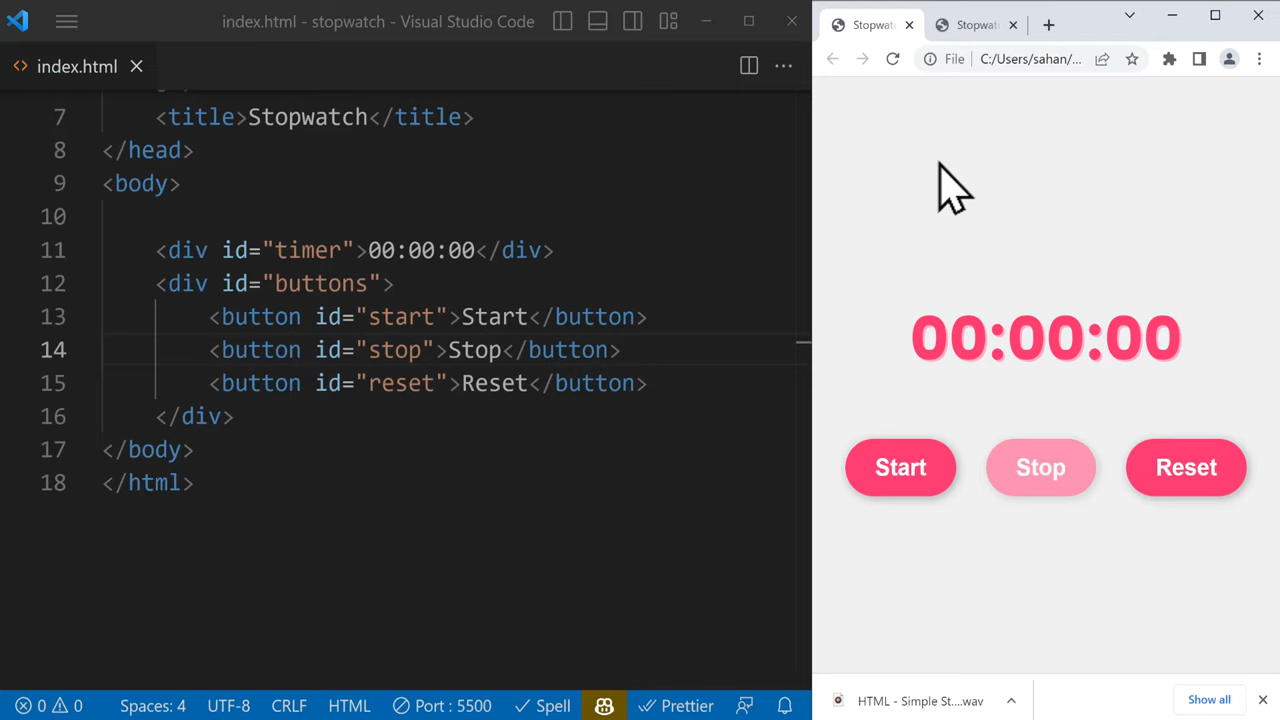 index.html - stopwatch - Visual Studio Code
<> index.html
7 <title>Stopwatch</title>
8 </head>
9 <body>
10
11 <div id="timer">00:00:00</div>
12 <div id="buttons">
13 <button id="start">Start</button>
14 <button id="stop">Stop</button>
15 <button id="reset">Reset</button>
16 </div>
17 </body>
18 </html>
0 0 Spaces: 4 UTF-8 CRLF HTML Port : 5500 Spell Prettier
Stopwat Stopwat
File C:/Users/sahan/...
00:00:00
Start Stop Reset
HTML - Simple St....wav Show all